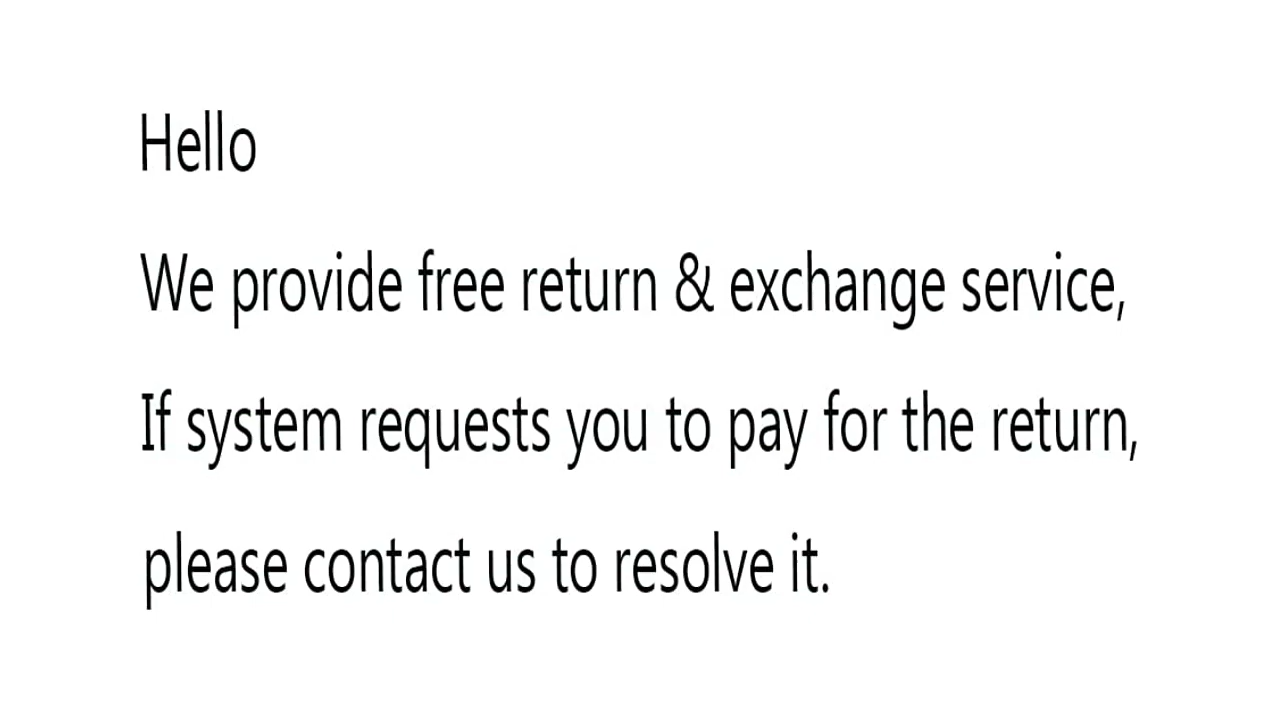 Hello
We provide free return & exchange service,
If system requests you to pay for the return,
please contact us to resolve it.